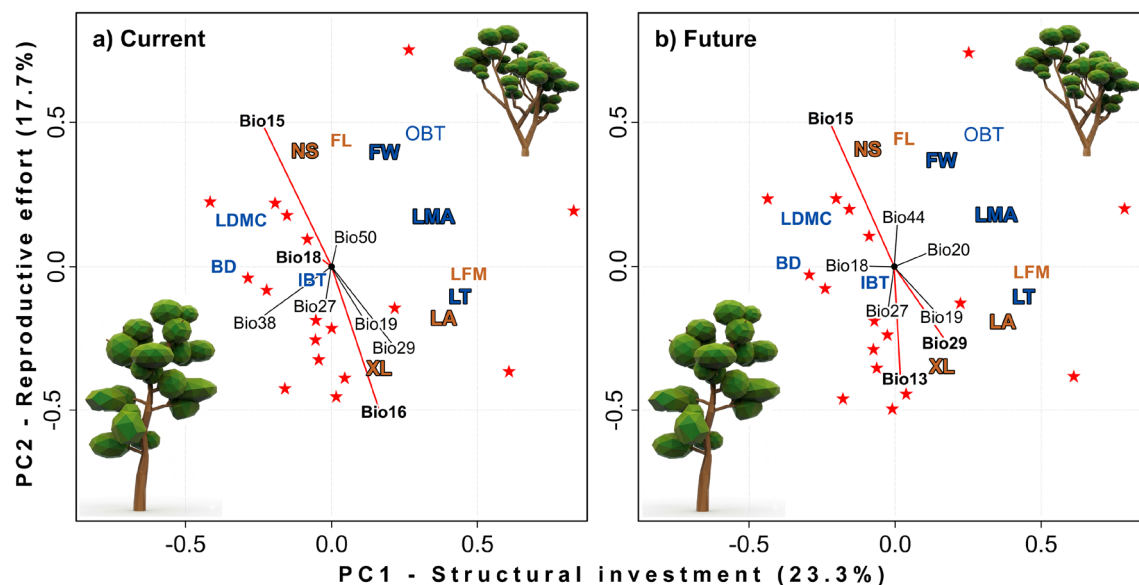 a) Current
b) Future
PC2 - Reproductive effort (17.7%)
0.5
0.0
-0.5
Bio15
NS
FL
OBT
FW
LMA
LDMC
Bio50
Bio18
BD
IBT
LFM
Bio27
LT
Bio38
Bio19
LA
Bio29
XL
Bio16
-0.5
0.0
0.5
0.5
0.0
-0.5
Bio15
NS
FL
OBT
FW
LMA
LDMC
Bio44
Bio20
BD
Bio18
IBT
LFM
LT
Bio27
Bio19
LA
Bio29
XL
Bio13
-0.5
0.0
0.5
PC1 - Structural investment (23.3%)